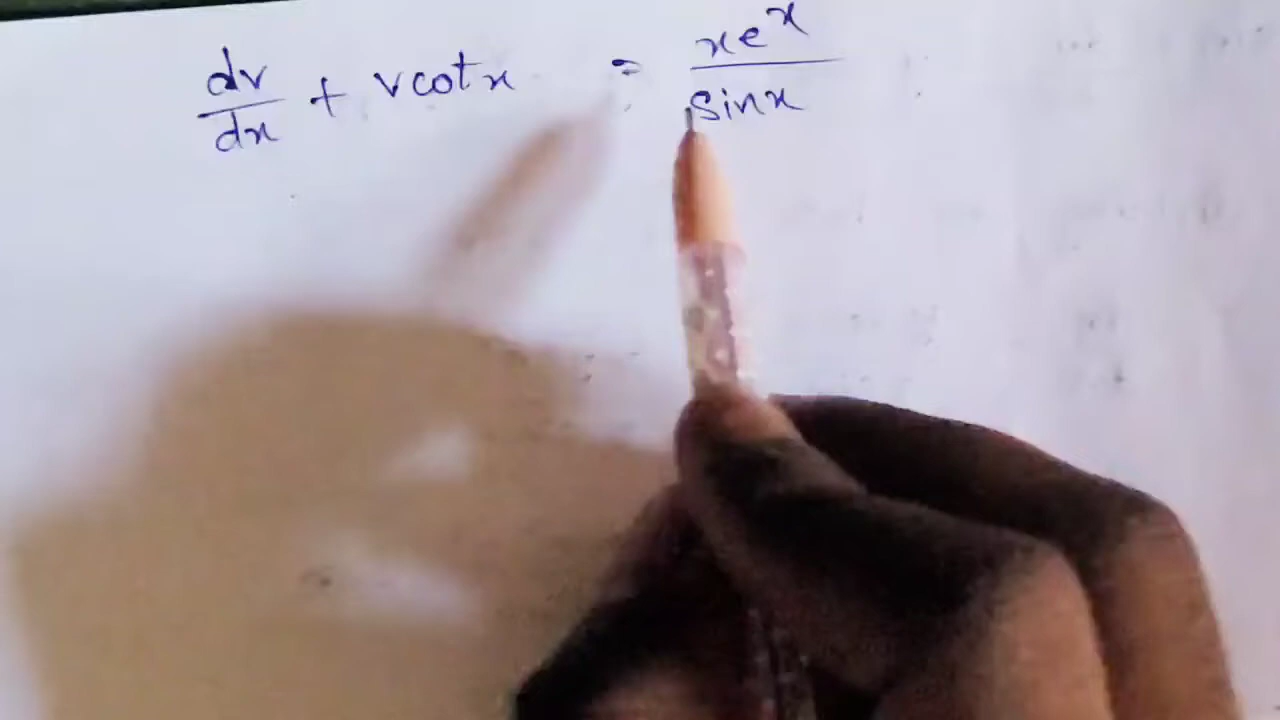 dv/dx + v cot x = xe^x/sin x